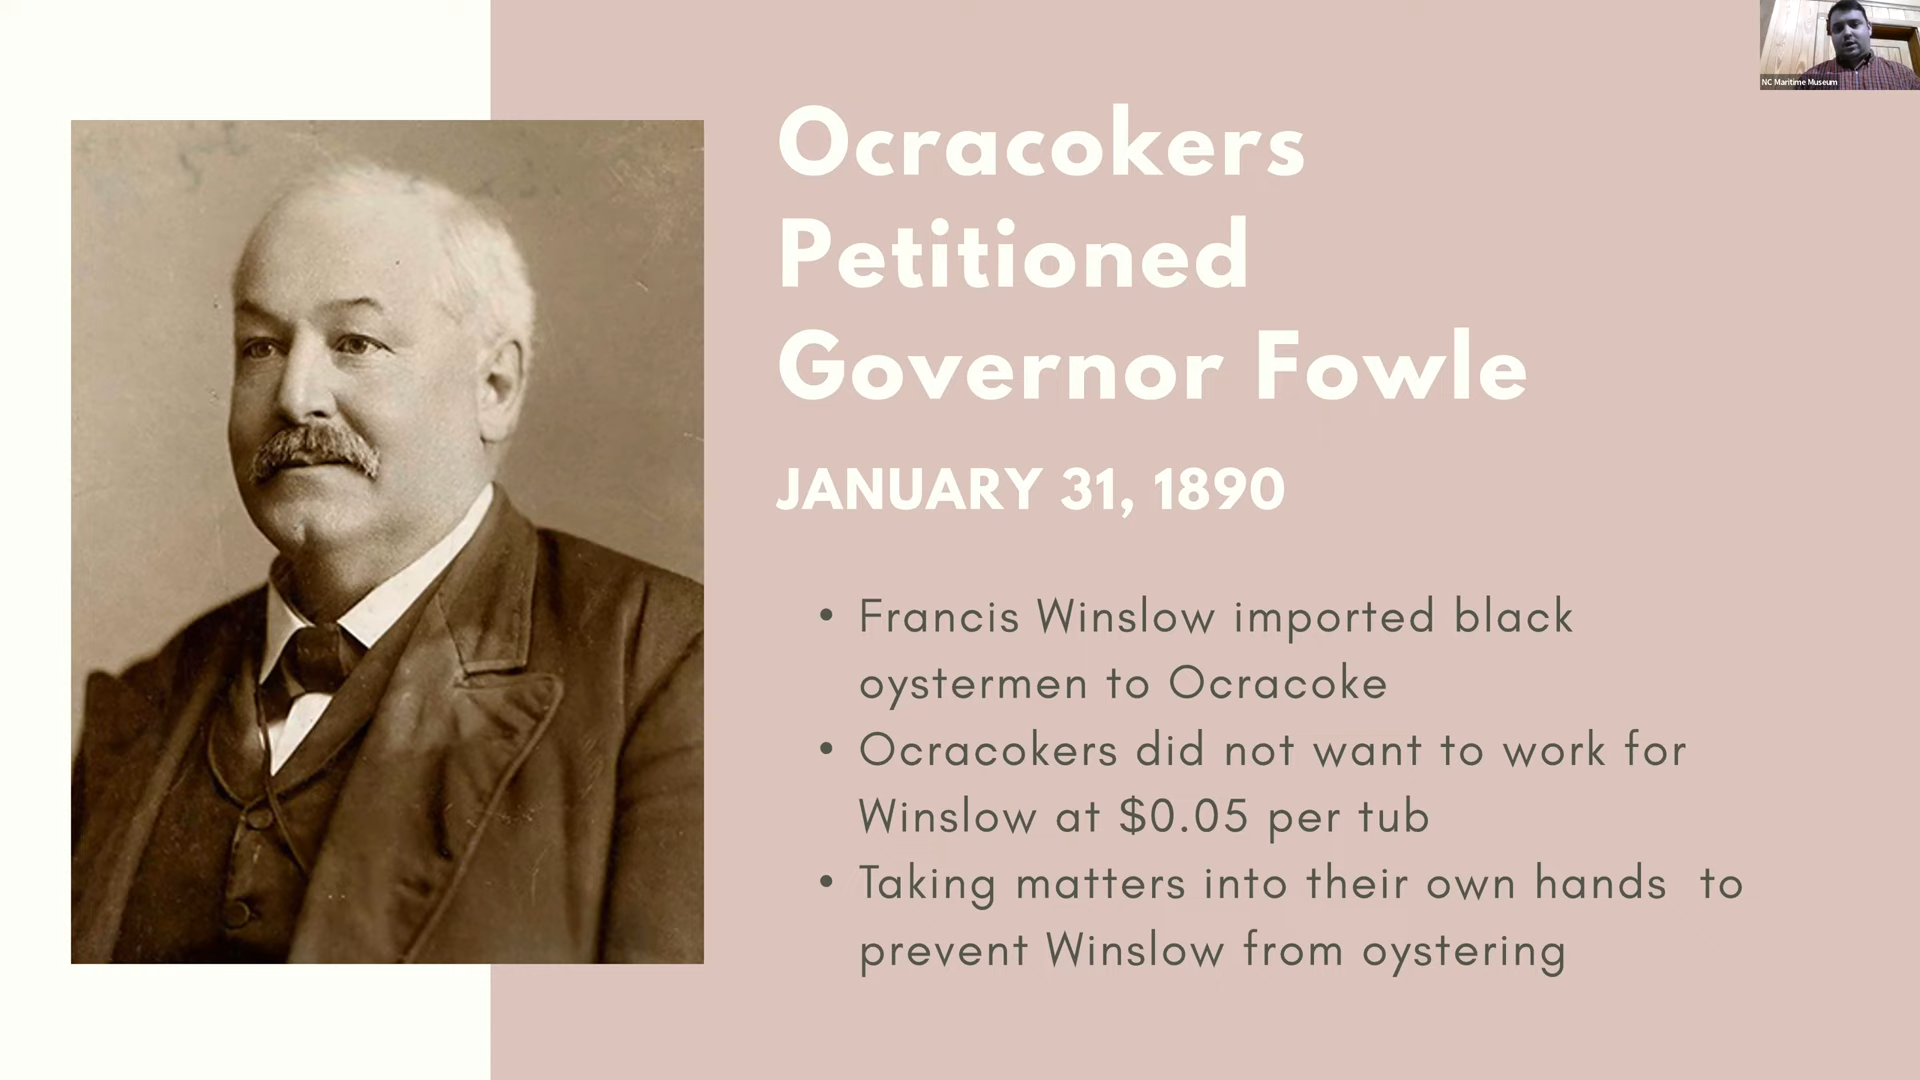 NC Maritime Museum
Ocracokers
Petitioned
Governor Fowle
JANUARY 31, 1890
• Francis Winslow imported black
oystermen to Ocracoke
• Ocracokers did not want to work for
Winslow at $0.05 per tub
• Taking matters into their own hands  to
prevent Winslow from oystering